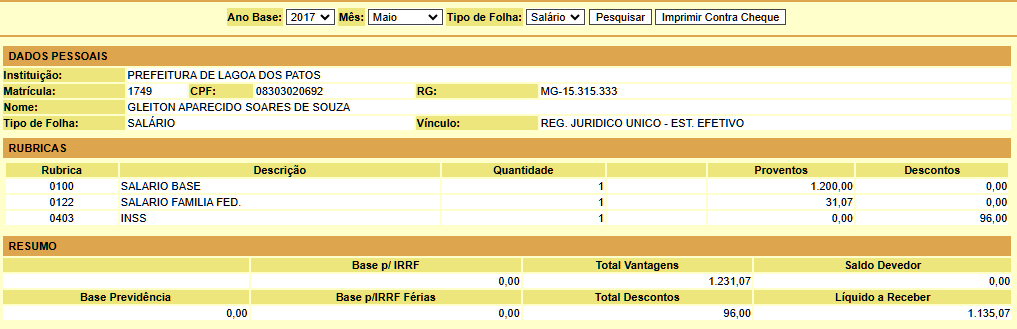 Ano Base: 2017 Mês: Maio Tipo de Folha: Salário Pesquisar Imprimir Contra Cheque
DADOS PESSOAIS
Instituição: PREFEITURA DE LAGOA DOS PATOS
Matrícula: 1749 CPF: 08303020692 RG: MG-15.315.333
Nome: GLEITON APARECIDO SOARES DE SOUZA
Tipo de Folha: SALÁRIO Vínculo: REG. JURIDICO UNICO - EST. EFETIVO
RUBRICAS
Rubrica Descrição Quantidade Proventos Descontos
0100 SALARIO BASE 1 1.200,00 0,00
0122 SALARIO FAMILIA FED. 1 31,07 0,00
0403 INSS 1 0,00 96,00
RESUMO
Base p/ IRRF Total Vantagens Saldo Devedor
0,00 1.231,07 0,00
Base Previdência Base p/IRRF Férias Total Descontos Líquido a Receber
0,00 0,00 96,00 1.135,07